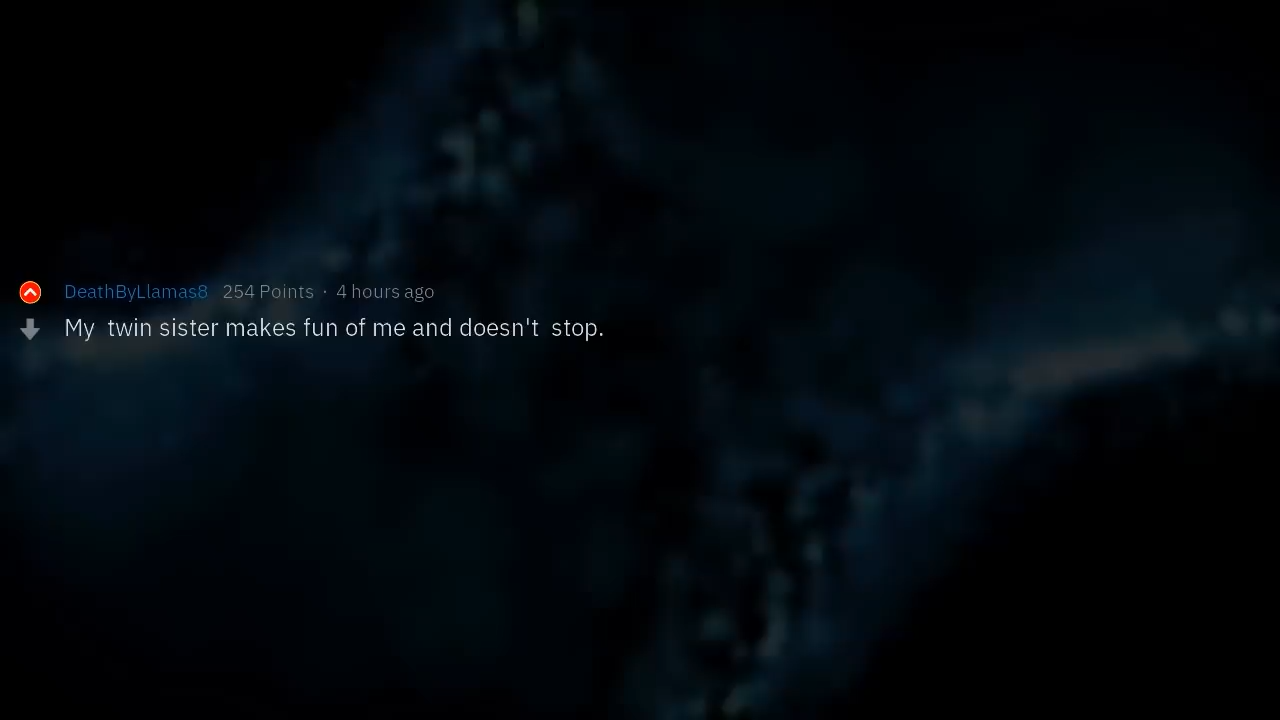 DeathByLlamas8 254 Points · 4 hours ago
My twin sister makes fun of me and doesn't stop.